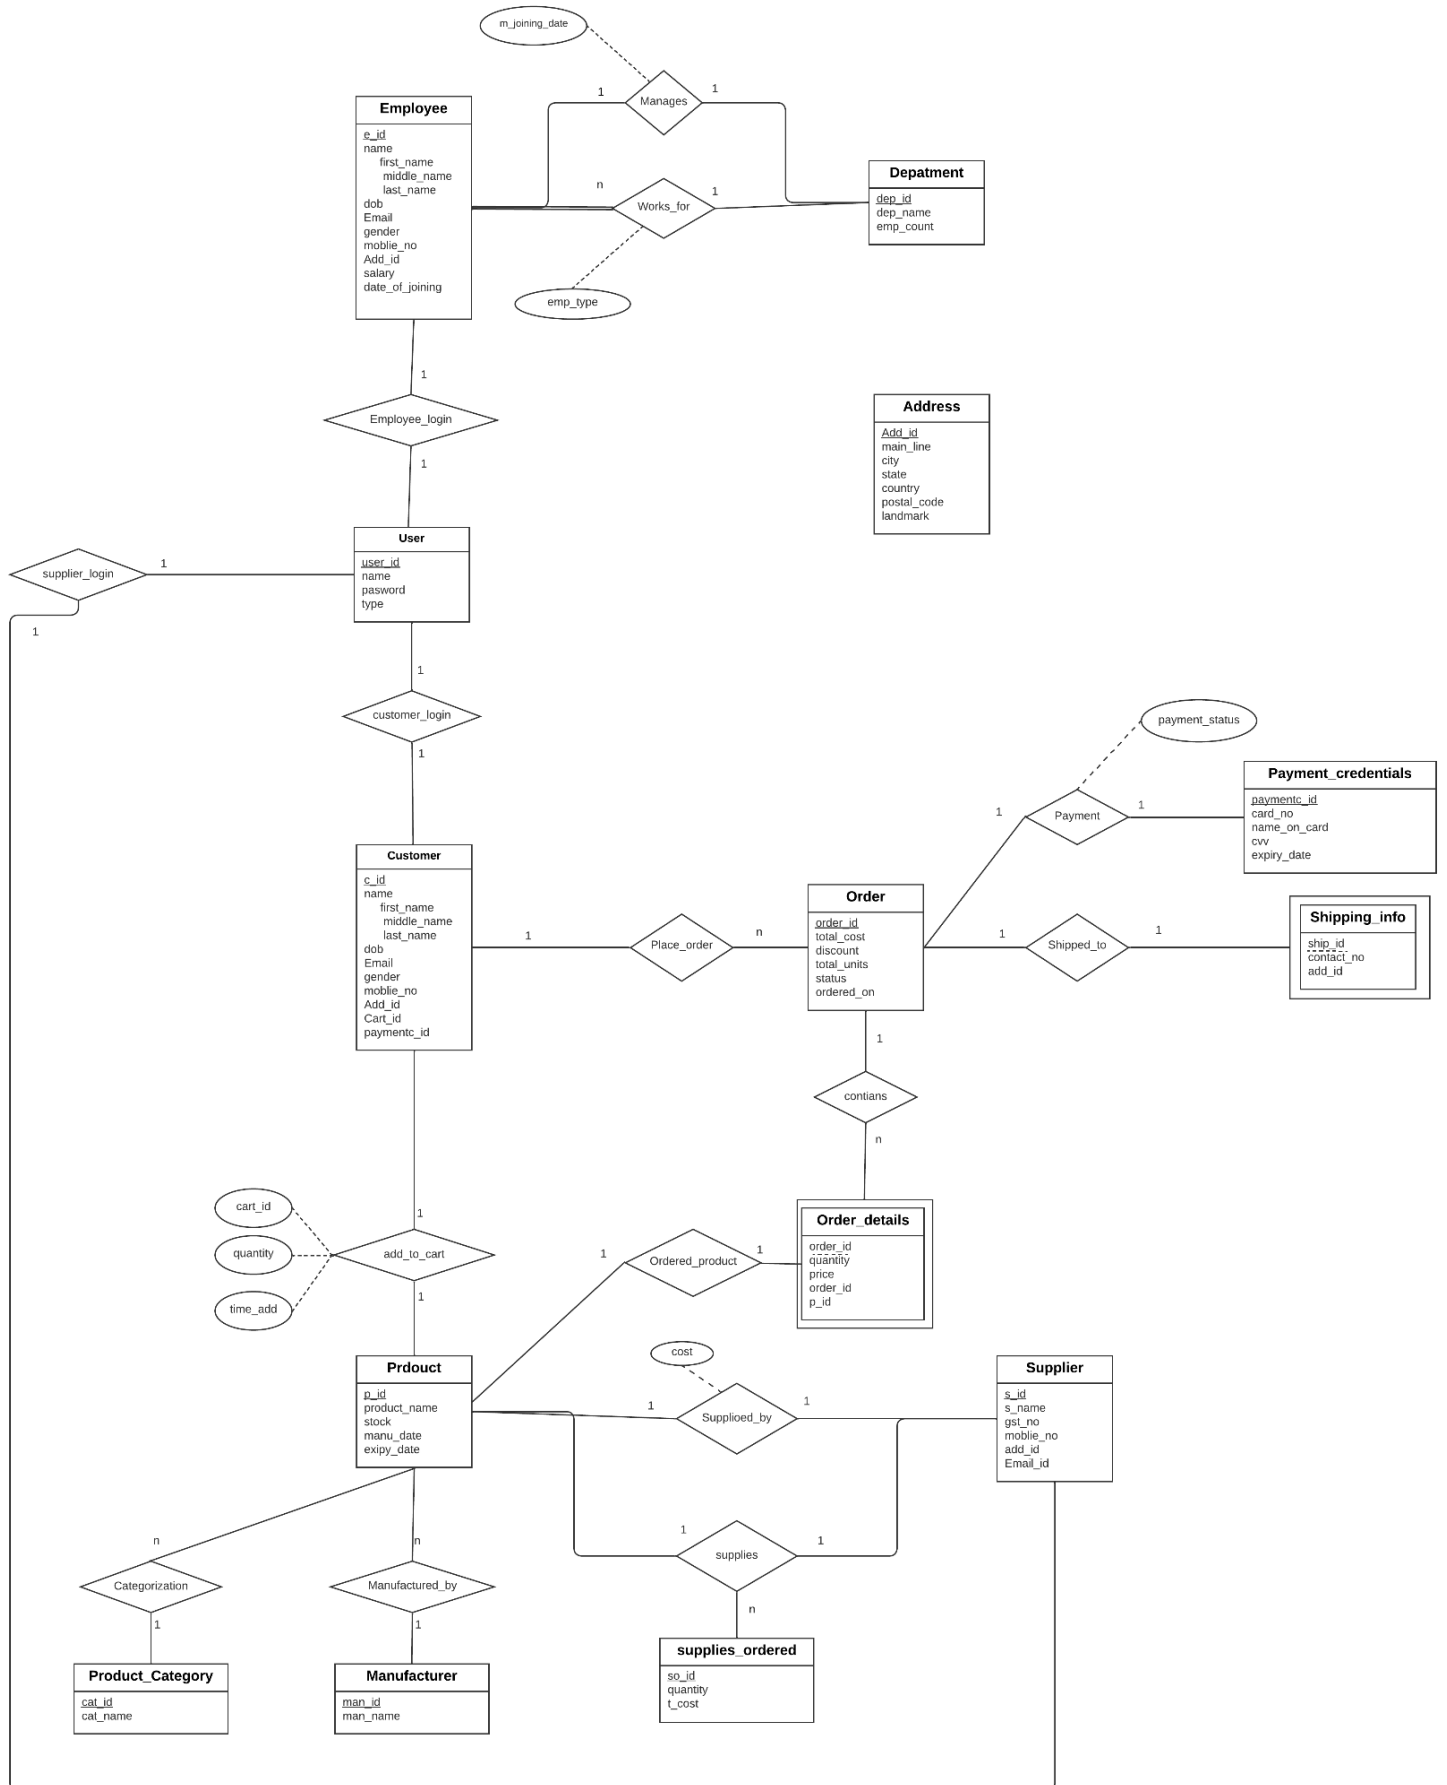 m_joining_date
1
Manages
1
Employee
e_id
name
first_name
middle_name
last_name
dob
Email
gender
moblie_no
Add_id
salary
date_of_joining
n
Works_for
1
emp_type
Depatment
dep_id
dep_name
emp_count
1
Employee_login
1
Address
Add_id
main_line
city
state
country
postal_code
landmark
User
user_id
name
pasword
type
supplier_login
1
1
1
customer_login
1
payment_status
Payment_credentials
paymentc_id
card_no
name_on_card
cvv
expiry_date
1
Payment
1
Customer
c_id
name
first_name
middle_name
last_name
dob
Email
gender
moblie_no
Add_id
Cart_id
paymentc_id
1
Place_order
n
Order
order_id
total_cost
discount
total_units
status
ordered_on
1
Shipped_to
1
Shipping_info
ship_id
contact_no
add_id
1
contians
n
cart_id
quantity
time_add
1
add_to_cart
1
1
Ordered_product
1
Order_details
order_id
quantity
price
order_id
p_id
cost
Prdouct
p_id
product_name
stock
manu_date
exipy_date
1
Supplioed_by
1
Supplier
s_id
s_name
gst_no
moblie_no
add_id
Email_id
n
Categorization
1
n
Manufactured_by
1
1
supplies
1
n
Product_Category
cat_id
cat_name
Manufacturer
man_id
man_name
supplies_ordered
so_id
quantity
t_cost